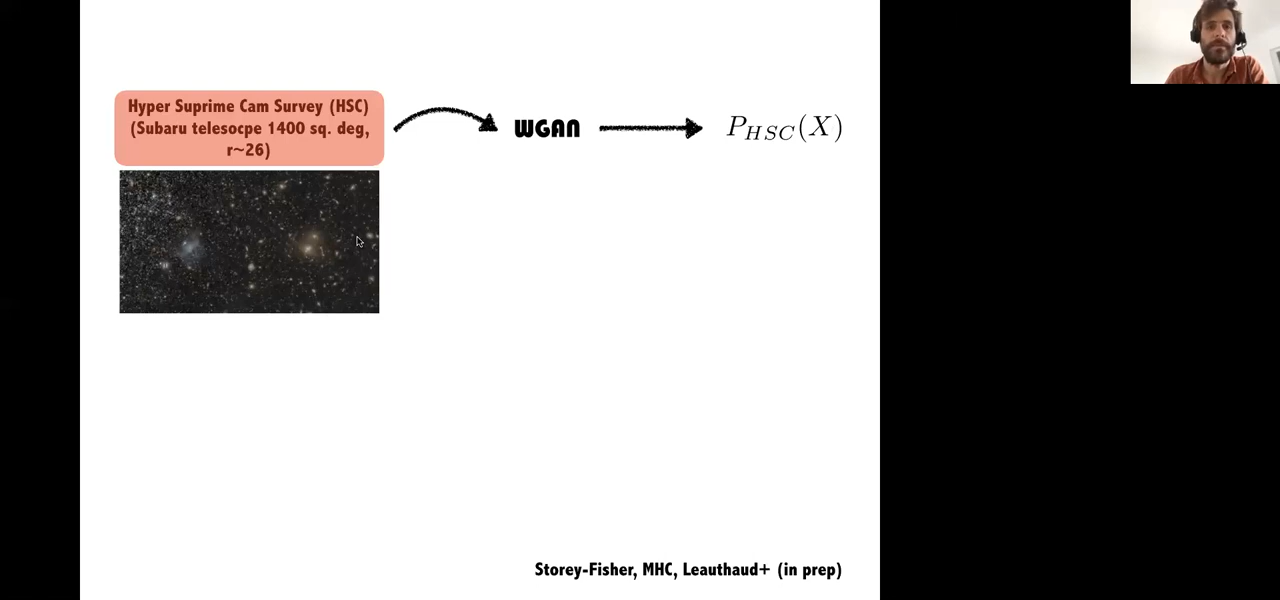 Hyper Suprime Cam Survey (HSC)
(Subaru telesocpe 1400 sq. deg,
r~26)
WGAN
P_{HSC}(X)
Storey-Fisher, MHC, Leauthaud+ (in prep)